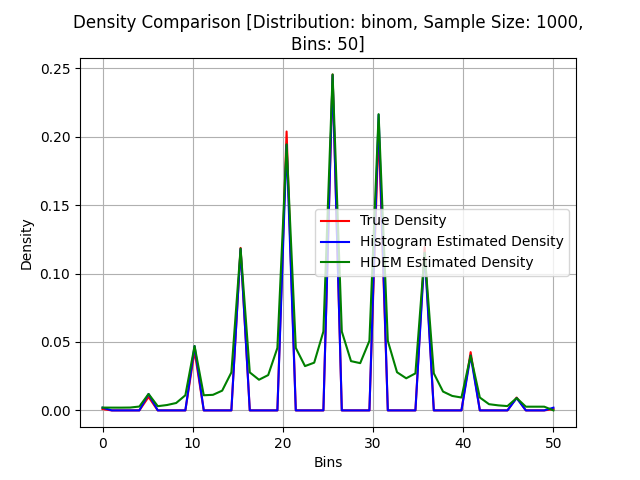 Density Comparison [Distribution: binom, Sample Size: 1000,
Bins: 50]
Density
0.25
0.20
0.15
0.10
0.05
0.00
True Density
Histogram Estimated Density
HDEM Estimated Density
0 10 20 30 40 50
Bins